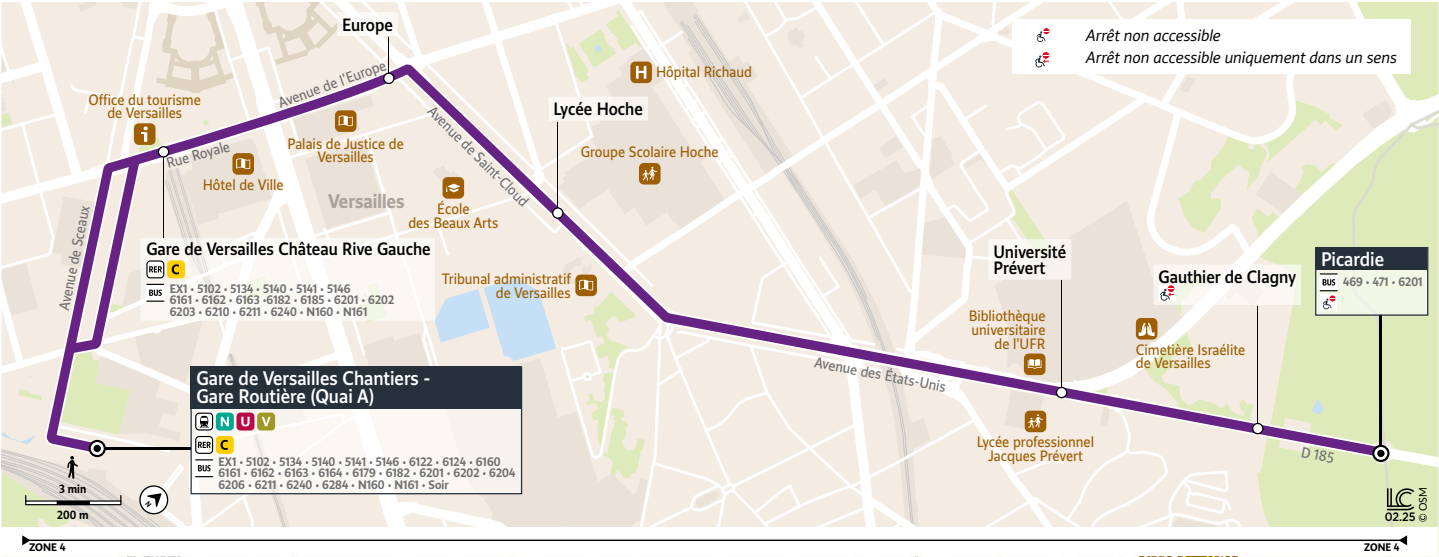 Europe
Arrêt non accessible
Arrêt non accessible uniquement dans un sens
H Hôpital Richaud
Avenue de l'Europe
Office du tourisme
de Versailles
i
Lycée Hoche
Avenue de Saint-Cloud
Palais de Justice de
Versailles
Rue Royale
Groupe Scolaire Hoche
Hôtel de Ville
Versailles
École
des Beaux Arts
Avenue de Sceaux
Gare de Versailles Château Rive Gauche
RER C
BUS EX1 • 5102 • 5134 • 5140 • 5141 • 5146
6161 • 6162 • 6163 •6182 • 6185 • 6201 • 6202
6203 • 6210 • 6211 • 6240 • N160 • N161
Tribunal administratif
de Versailles
Université
Prévert
Gauthier de Clagny
Picardie
BUS 469 • 471 • 6201
Bibliothèque
universitaire
de l'UFR
Cimetière Israélite
de Versailles
Avenue des États-Unis
Gare de Versailles Chantiers -
Gare Routière (Quai A)
N U V
RER C
BUS EX1 • 5102 • 5134 • 5140 • 5141 • 5146 • 6122 • 6124 • 6160
6161 • 6162 • 6163 • 6164 • 6179 • 6182 • 6201 • 6202 • 6204
6206 • 6211 • 6240 • 6284 • N160 • N161 • Soir
Lycée professionnel
Jacques Prévert
D 185
3 min
200 m
LC
02.25 © OSM
ZONE 4
ZONE 4